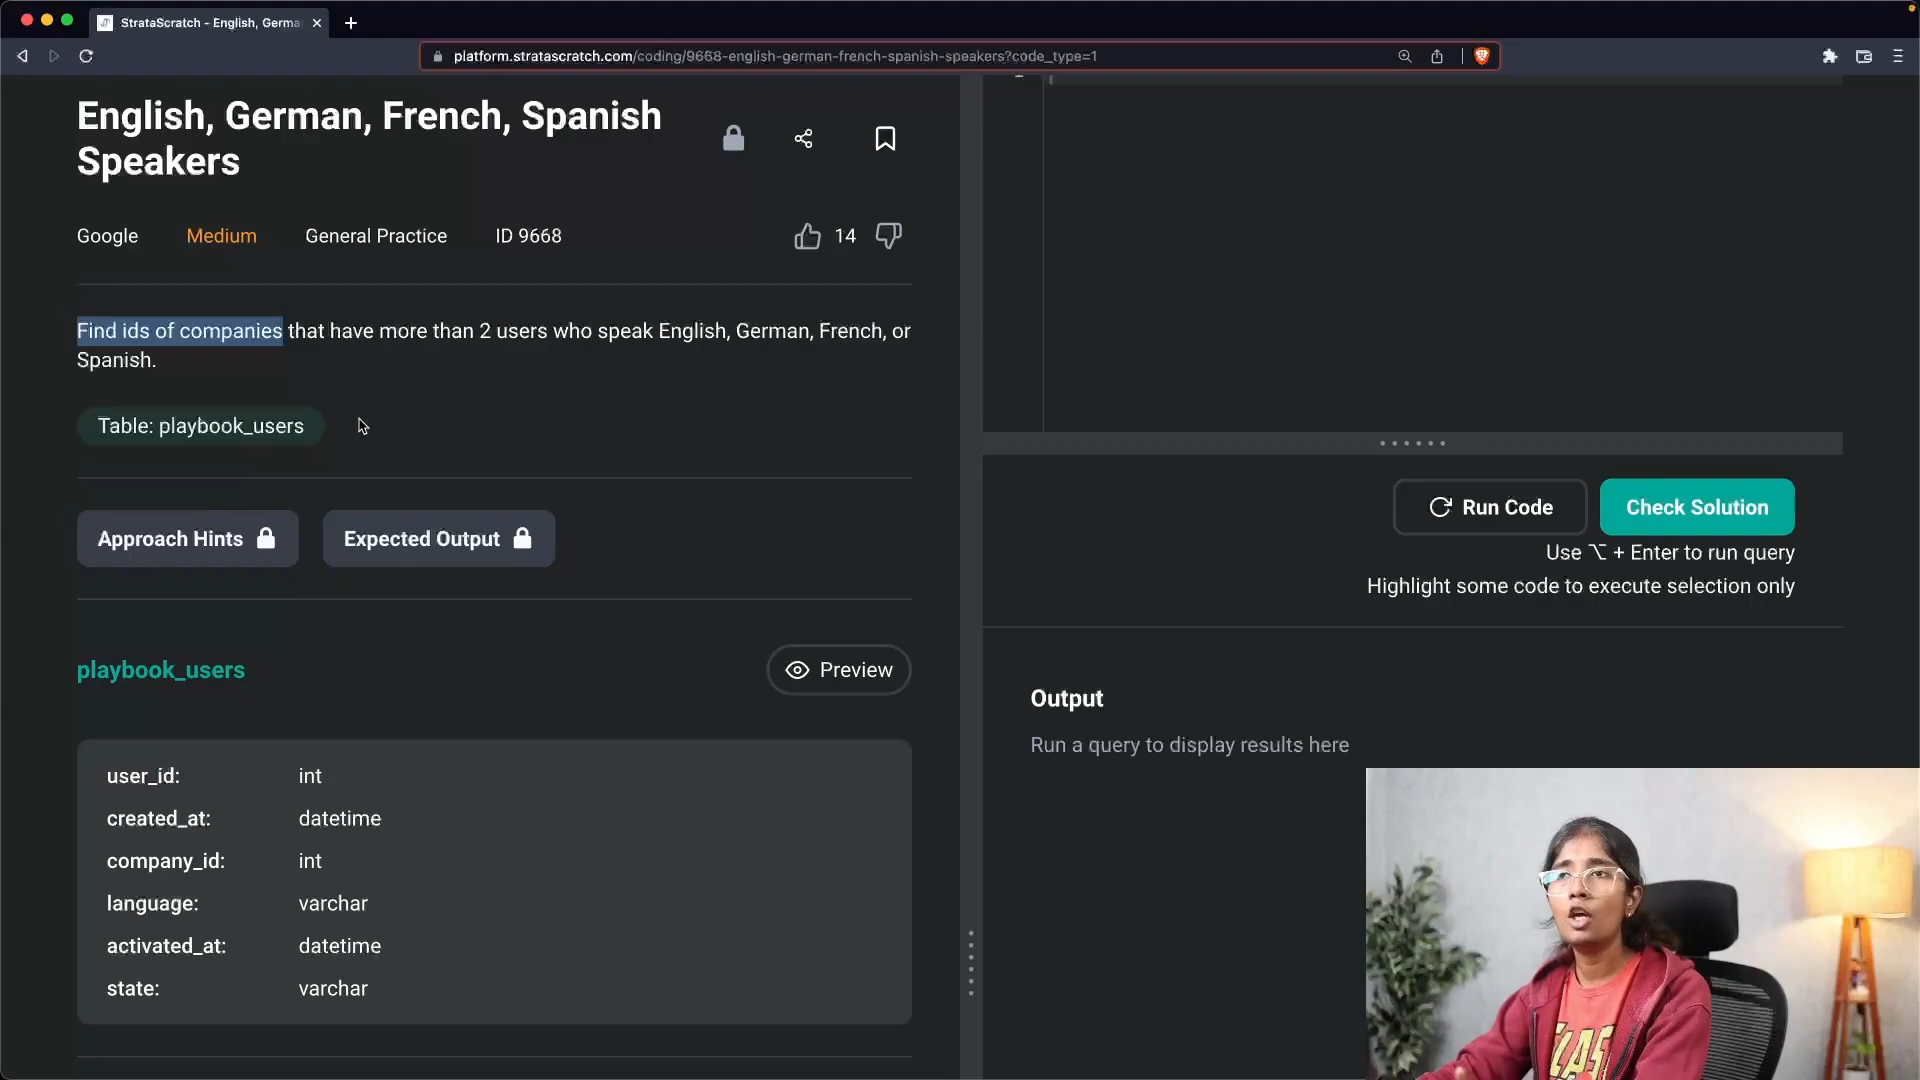 StrataScratch - English, Germa
platform.stratascratch.com/coding/9668-english-german-french-spanish-speakers?code_type=1
English, German, French, Spanish
Speakers
Google Medium General Practice ID 9668 14
Find ids of companies that have more than 2 users who speak English, German, French, or
Spanish.
Table: playbook_users
Approach Hints Expected Output
playbook_users Preview
user_id: int
created_at: datetime
company_id: int
language: varchar
activated_at: datetime
state: varchar
1
Run Code Check Solution
Use ⌥ + Enter to run query
Highlight some code to execute selection only
Output
Run a query to display results here